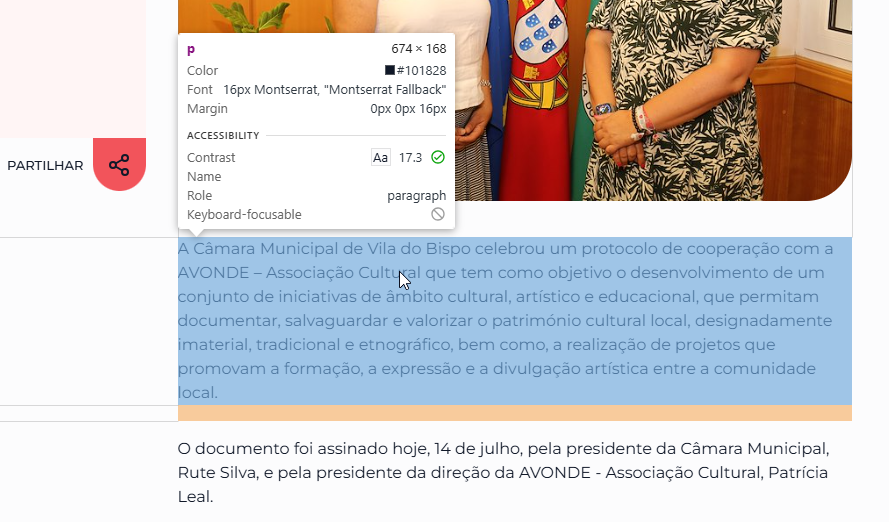 p 674 × 168
Color #101828
Font 16px Montserrat, "Montserrat Fallback"
Margin 0px 0px 16px
ACCESSIBILITY
Contrast Aa 17.3
Name
Role paragraph
Keyboard-focusable
PARTILHAR
A Câmara Municipal de Vila do Bispo celebrou um protocolo de cooperação com a
AVONDE – Associação Cultural que tem como objetivo o desenvolvimento de um
conjunto de iniciativas de âmbito cultural, artístico e educacional, que permitam
documentar, salvaguardar e valorizar o património cultural local, designadamente
imaterial, tradicional e etnográfico, bem como, a realização de projetos que
promovam a formação, a expressão e a divulgação artística entre a comunidade
local.
O documento foi assinado hoje, 14 de julho, pela presidente da Câmara Municipal,
Rute Silva, e pela presidente da direção da AVONDE - Associação Cultural, Patrícia
Leal.